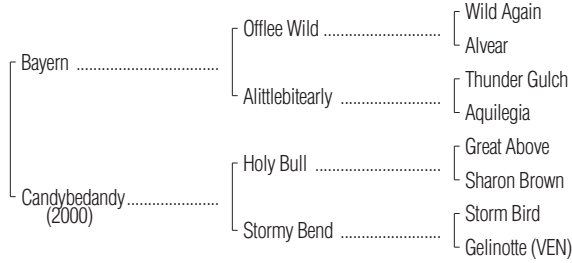 Wild Again
Offlee Wild ........................
Alvear
Bayern ..................................
Thunder Gulch
Alittlebitearly .....................
Aquilegia
Great Above
Holy Bull ............................
Sharon Brown
Candybedandy......................
(2000)
Storm Bird
Stormy Bend .....................
Gelinotte (VEN)